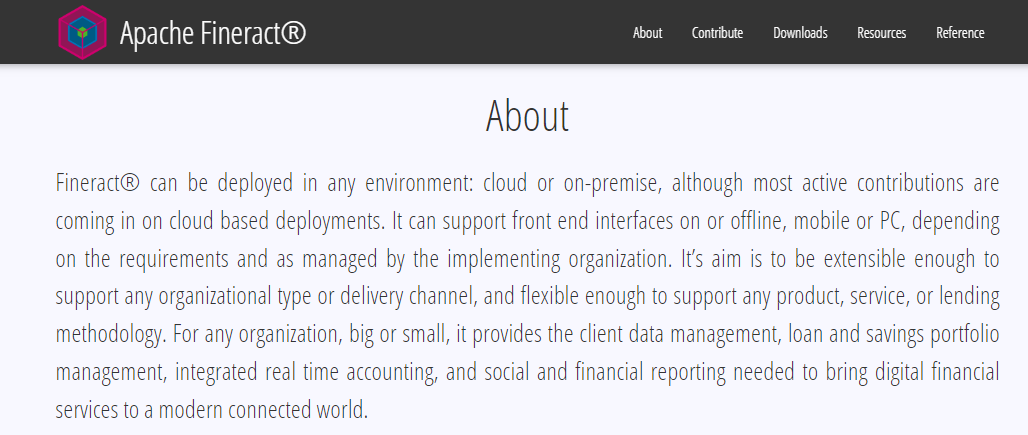 Apache Fineract®
About Contribute Downloads Resources Reference
About
Fineract® can be deployed in any environment: cloud or on-premise, although most active contributions are
coming in on cloud based deployments. It can support front end interfaces on or offline, mobile or PC, depending
on the requirements and as managed by the implementing organization. It’s aim is to be extensible enough to
support any organizational type or delivery channel, and flexible enough to support any product, service, or lending
methodology. For any organization, big or small, it provides the client data management, loan and savings portfolio
management, integrated real time accounting, and social and financial reporting needed to bring digital financial
services to a modern connected world.